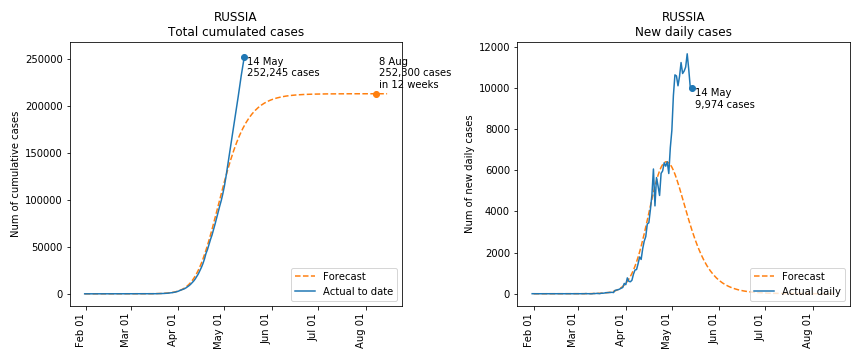 RUSSIA
Total cumulated cases
Num of cumulative cases
250000
200000
150000
100000
50000
0
14 May
252,245 cases
8 Aug
252,300 cases
in 12 weeks
Forecast
Actual to date
Feb 01
Mar 01
Apr 01
May 01
Jun 01
Jul 01
Aug 01
RUSSIA
New daily cases
Num of new daily cases
12000
10000
8000
6000
4000
2000
0
14 May
9,974 cases
Forecast
Actual daily
Feb 01
Mar 01
Apr 01
May 01
Jun 01
Jul 01
Aug 01